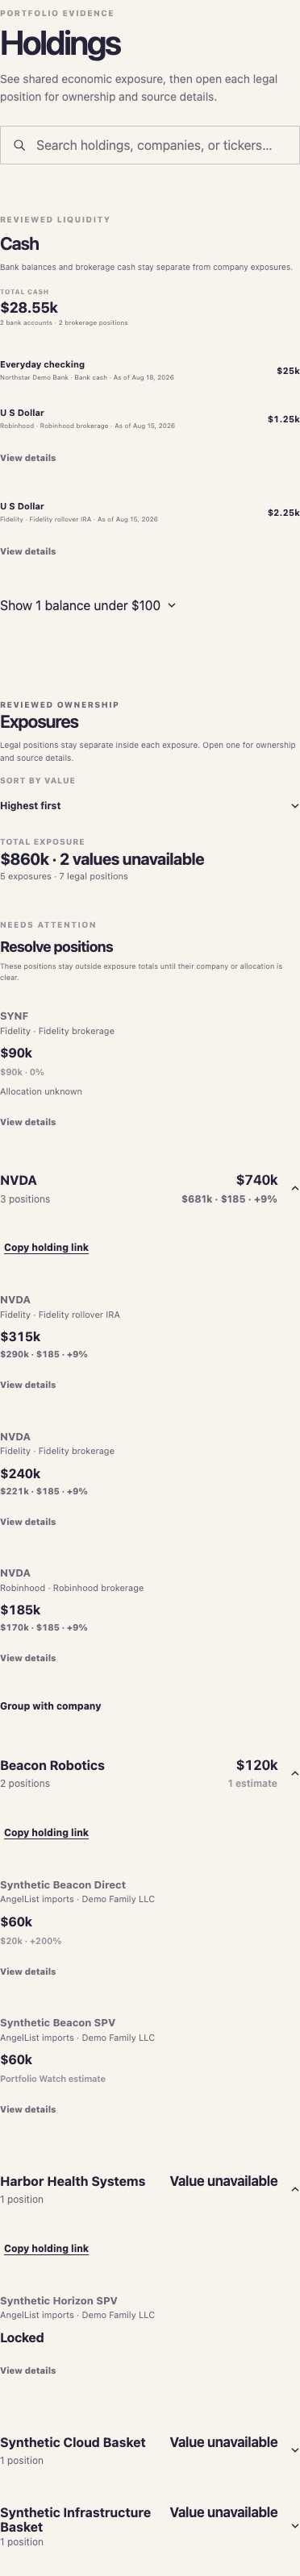 PORTFOLIO EVIDENCE
Holdings
See shared economic exposure, then open each legal
position for ownership and source details.
Search holdings, companies, or tickers...
REVIEWED LIQUIDITY
Cash
Bank balances and brokerage cash stay separate from company exposures.
TOTAL CASH
$28.55k
2 bank accounts · 2 brokerage positions
Everyday checking
$25k
Northstar Demo Bank · Bank cash · As of Aug 18, 2026
U S Dollar
$1.25k
Robinhood · Robinhood brokerage · As of Aug 15, 2026
View details
U S Dollar
$2.25k
Fidelity · Fidelity rollover IRA · As of Aug 15, 2026
View details
Show 1 balance under $100
REVIEWED OWNERSHIP
Exposures
Legal positions stay separate inside each exposure. Open one for ownership
and source details.
SORT BY VALUE
Highest first
TOTAL EXPOSURE
$860k · 2 values unavailable
5 exposures · 7 legal positions
NEEDS ATTENTION
Resolve positions
These positions stay outside exposure totals until their company or allocation is
clear.
SYNF
Fidelity · Fidelity brokerage
$90k
$90k · 0%
Allocation unknown
View details
NVDA $740k
3 positions $681k · $185 · +9%
Copy holding link
NVDA
Fidelity · Fidelity rollover IRA
$315k
$290k · $185 · +9%
View details
NVDA
Fidelity · Fidelity brokerage
$240k
$221k · $185 · +9%
View details
NVDA
Robinhood · Robinhood brokerage
$185k
$170k · $185 · +9%
View details
Group with company
Beacon Robotics $120k
2 positions 1 estimate
Copy holding link
Synthetic Beacon Direct
AngelList imports · Demo Family LLC
$60k
$20k · +200%
View details
Synthetic Beacon SPV
AngelList imports · Demo Family LLC
$60k
Portfolio Watch estimate
View details
Harbor Health Systems Value unavailable
1 position
Copy holding link
Synthetic Horizon SPV
AngelList imports · Demo Family LLC
Locked
View details
Synthetic Cloud Basket Value unavailable
1 position
Synthetic Infrastructure Value unavailable
Basket
1 position